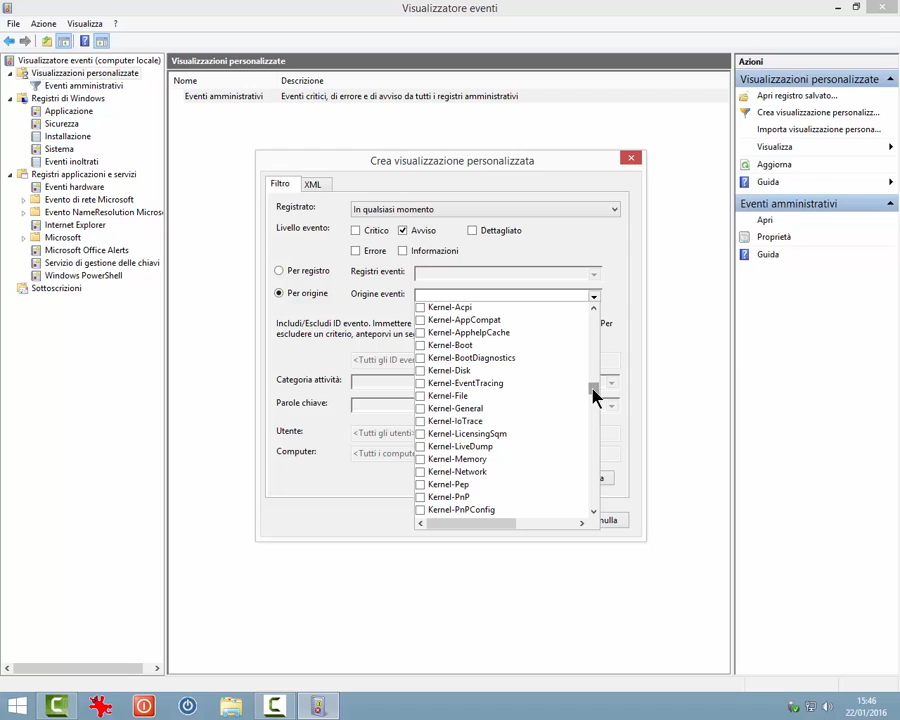 Visualizzatore eventi
File Azione Visualizza ?
Visualizzatore eventi (computer locale)
Visualizzazioni personalizzate
Eventi amministrativi
Registri di Windows
Applicazione
Sicurezza
Installazione
Sistema
Eventi inoltrati
Registri applicazioni e servizi
Eventi hardware
Evento di rete Microsoft
Evento NameResolution Micros
Internet Explorer
Microsoft
Microsoft Office Alerts
Servizio di gestione delle chiavi
Windows PowerShell
Sottoscrizioni
Visualizzazioni personalizzate
Nome Descrizione
Eventi amministrativi Eventi critici, di errore e di avviso da tutti i registri amministrativi
Crea visualizzazione personalizzata
Filtro XML
Registrato: In qualsiasi momento
Livello evento: Critico Avviso Dettagliato
Errore Informazioni
Per registro Registri eventi:
Per origine Origine eventi:
Includi/Escludi ID evento. Immettere Per
escludere un criterio, anteporvi un se
<Tutti gli ID eve
Categoria attività:
Parole chiave:
Utente: <Tutti gli utenti
Computer: <Tutti i compute
a
nulla
Kernel-Acpi
Kernel-AppCompat
Kernel-ApphelpCache
Kernel-Boot
Kernel-BootDiagnostics
Kernel-Disk
Kernel-EventTracing
Kernel-File
Kernel-General
Kernel-IoTrace
Kernel-LicensingSqm
Kernel-LiveDump
Kernel-Memory
Kernel-Network
Kernel-Pep
Kernel-PnP
Kernel-PnPConfig
Azioni
Visualizzazioni personalizzate
Apri registro salvato...
Crea visualizzazione personalizz...
Importa visualizzazione persona...
Visualizza
Aggiorna
Guida
Eventi amministrativi
Apri
Proprietà
Guida
15:46
22/01/2016